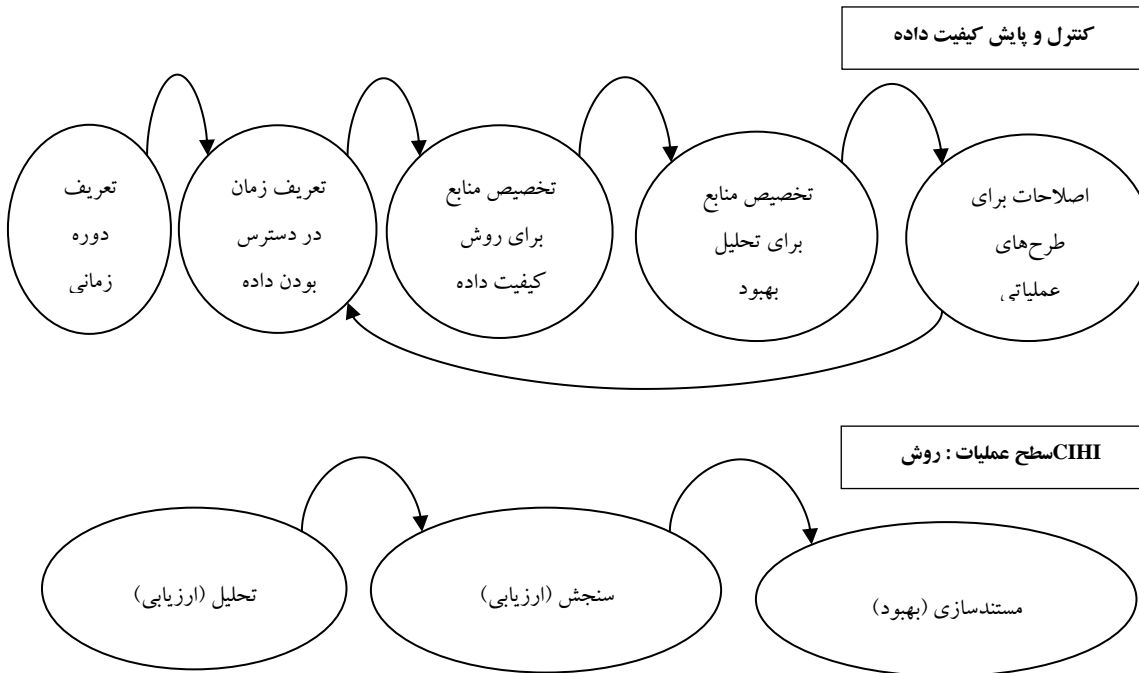 کنترل و پایش کیفیت داده
تعریف
دوره
زمانی
تعریف زمان
در دسترس
بودن داده
تخصیص منابع
برای روش
کیفیت داده
تخصیص منابع
برای تحلیل
بهبود
اصلاحات برای
طرح‌های
عملیاتی
CIHIسطح عملیات : روش
تحلیل (ارزیابی)
سنجش (ارزیابی)
مستندسازی (بهبود)